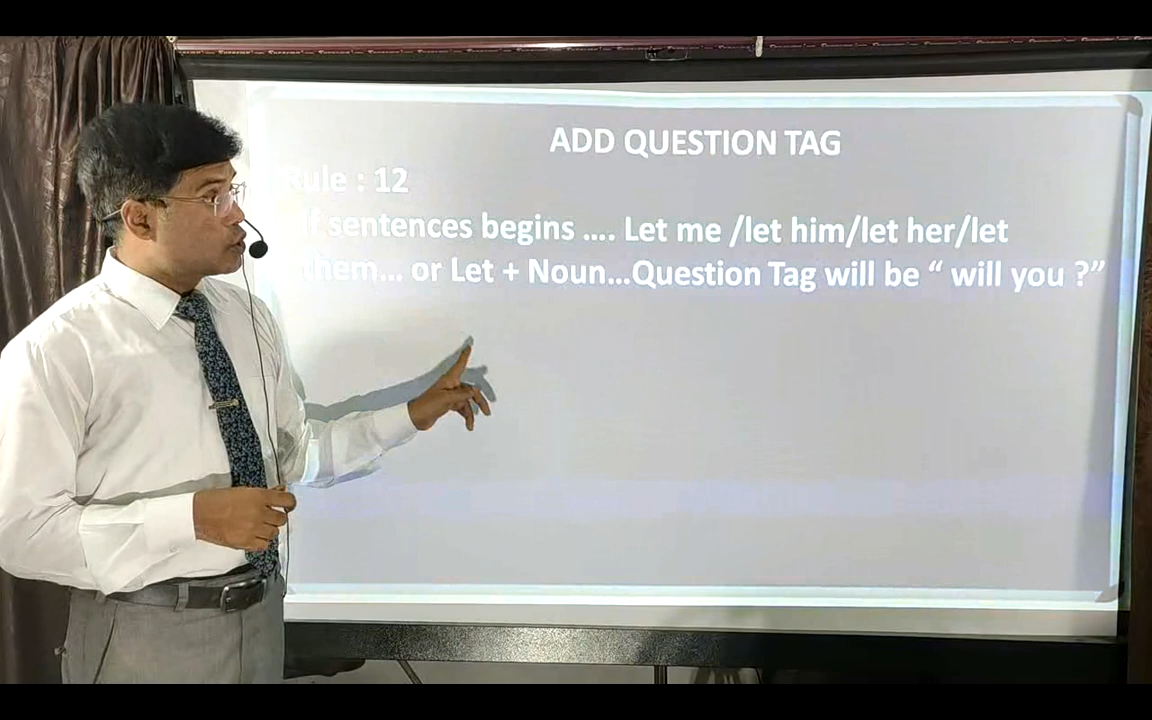 ADD QUESTION TAG
Rule : 12
If sentences begins .... Let me /let him/let her/let
them... or Let + Noun...Question Tag will be “ will you ?”